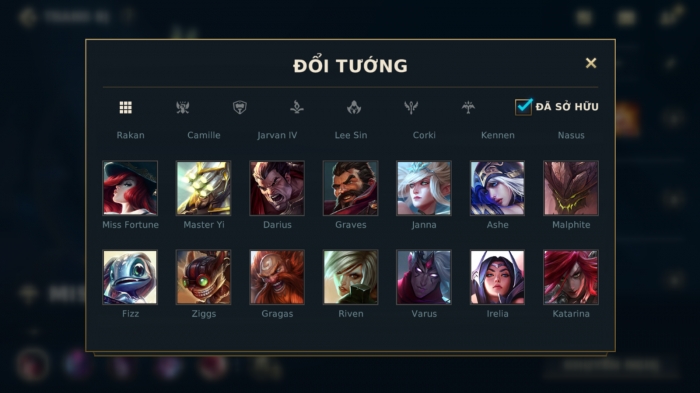 ĐỔI TƯỚNG
ĐÃ SỞ HỮU
Rakan Camille Jarvan IV Lee Sin Corki Kennen Nasus
Miss Fortune Master Yi Darius Graves Janna Ashe Malphite
Fizz Ziggs Gragas Riven Varus Irelia Katarina